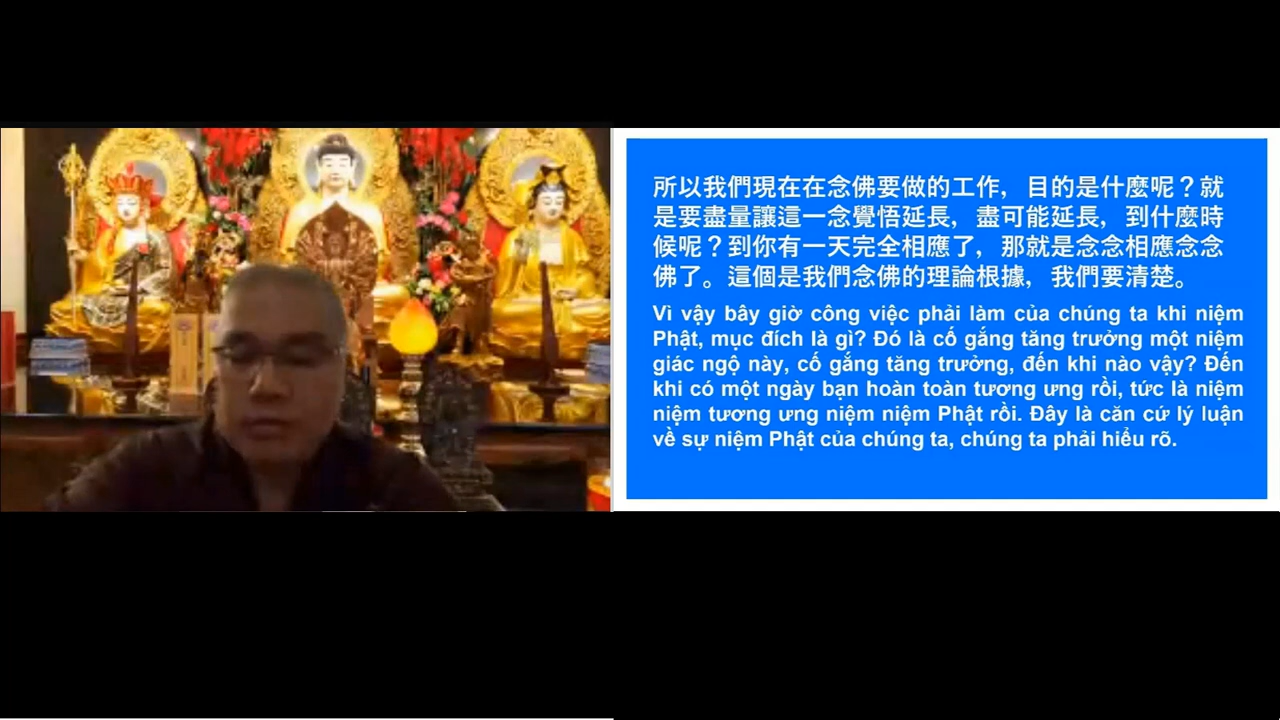 所以我們現在在念佛要做的工作，目的是什麼呢？就
是要盡量讓這一念覺悟延長，盡可能延長，到什麼時
候呢？到你有一天完全相應了，那就是念念相應念念
佛了。這個是我們念佛的理論根據，我們要清楚。
Vì vậy bây giờ công việc phải làm của chúng ta khi niệm
Phật, mục đích là gì? Đó là cố gắng tăng trưởng một niệm
giác ngộ này, cố gắng tăng trưởng, đến khi nào vậy? Đến
khi có một ngày bạn hoàn toàn tương ưng rồi, tức là niệm
niệm tương ưng niệm niệm Phật rồi. Đây là căn cứ lý luận
về sự niệm Phật của chúng ta, chúng ta phải hiểu rõ.